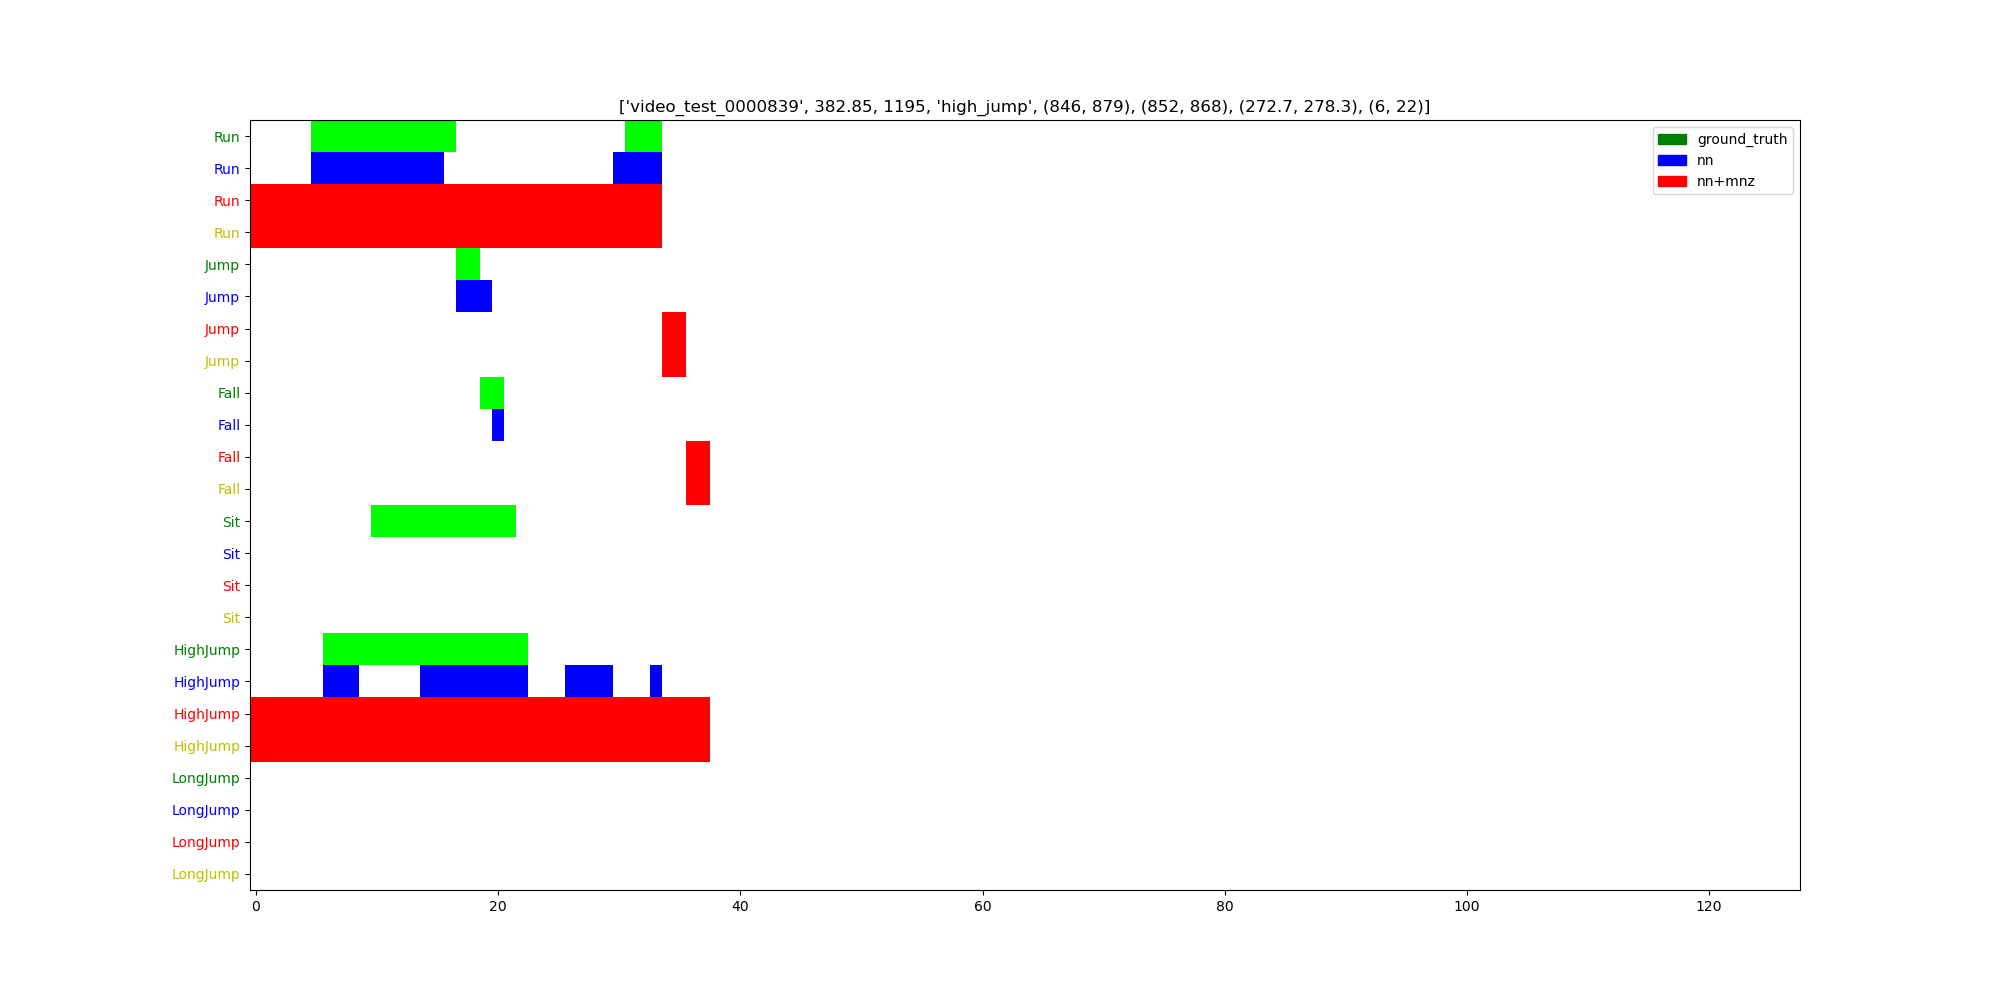 ['video_test_0000839', 382.85, 1195, 'high_jump', (846, 879), (852, 868), (272.7, 278.3), (6, 22)]
ground_truth
nn
nn+mnz
Run
Run
Run
Run
Jump
Jump
Jump
Jump
Fall
Fall
Fall
Fall
Sit
Sit
Sit
Sit
HighJump
HighJump
HighJump
HighJump
LongJump
LongJump
LongJump
LongJump
0 20 40 60 80 100 120